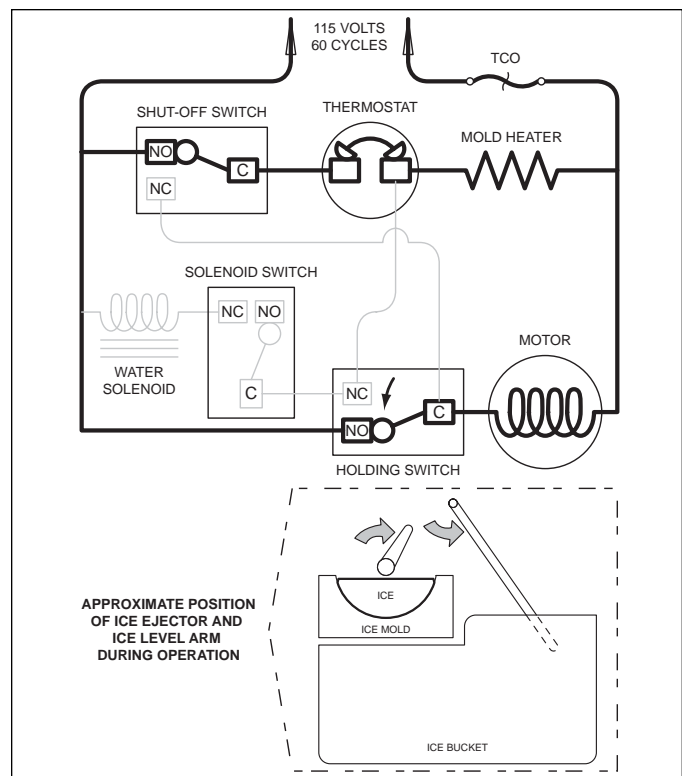 115 VOLTS
60 CYCLES
TCO
SHUT-OFF SWITCH
THERMOSTAT
MOLD HEATER
NO
C
NC
SOLENOID SWITCH
NC
NO
MOTOR
WATER
SOLENOID
C
NC
C
NO
HOLDING SWITCH
APPROXIMATE POSITION
OF ICE EJECTOR AND
ICE LEVEL ARM
DURING OPERATION
ICE
ICE MOLD
ICE BUCKET